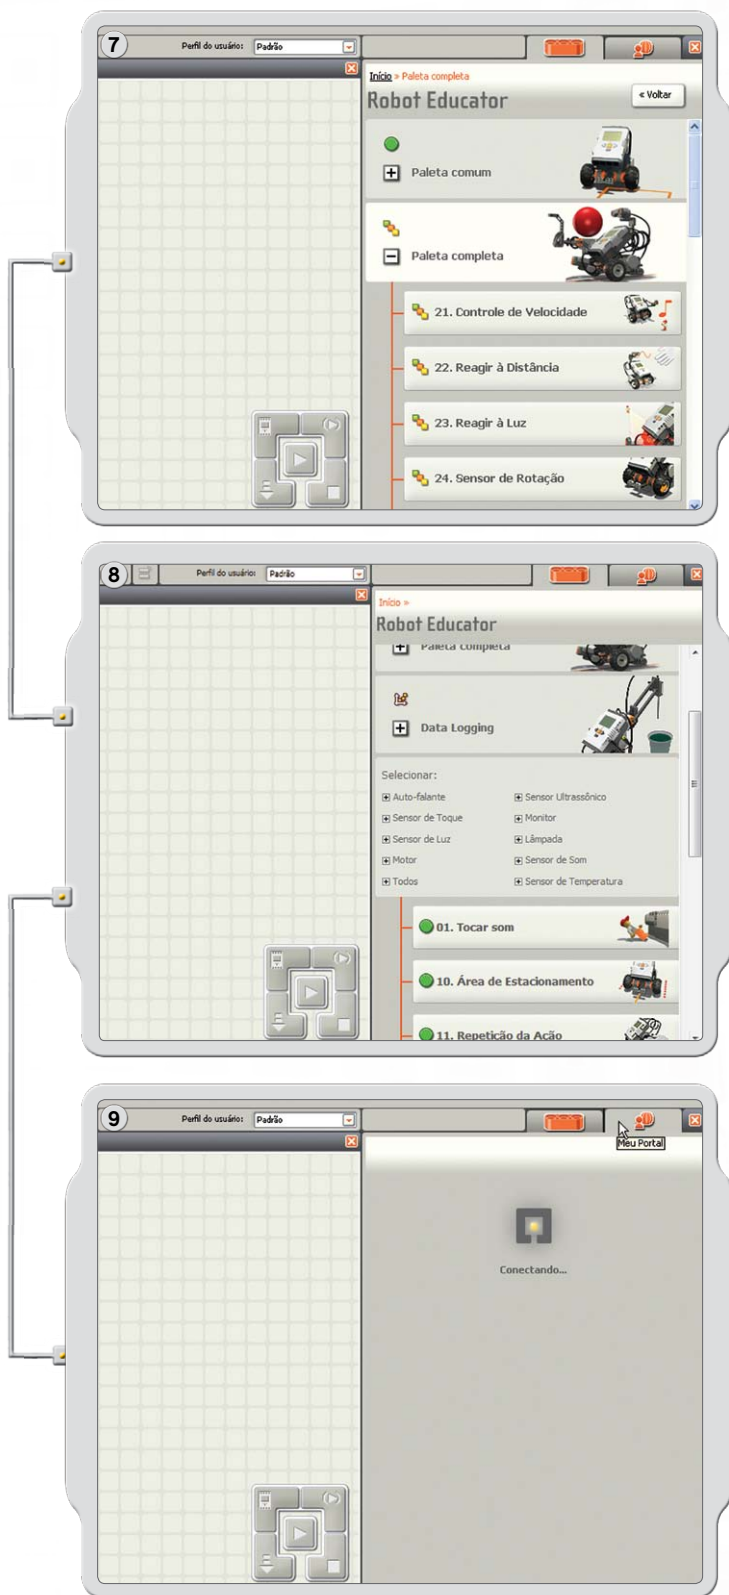 7
Perfil do usuário: Padrão
Início » Paleta completa
Robot Educator
« Voltar
Paleta comum
Paleta completa
21. Controle de Velocidade
22. Reagir à Distância
23. Reagir à Luz
24. Sensor de Rotação
8
Perfil do usuário: Padrão
Início »
Robot Educator
Paleta completa
Data Logging
Selecionar:
Auto-falante
Sensor Ultrassônico
Sensor de Toque
Monitor
Sensor de Luz
Lâmpada
Motor
Sensor de Som
Todos
Sensor de Temperatura
01. Tocar som
10. Área de Estacionamento
11. Repetição da Ação
9
Perfil do usuário: Padrão
Meu Portal
Conectando...